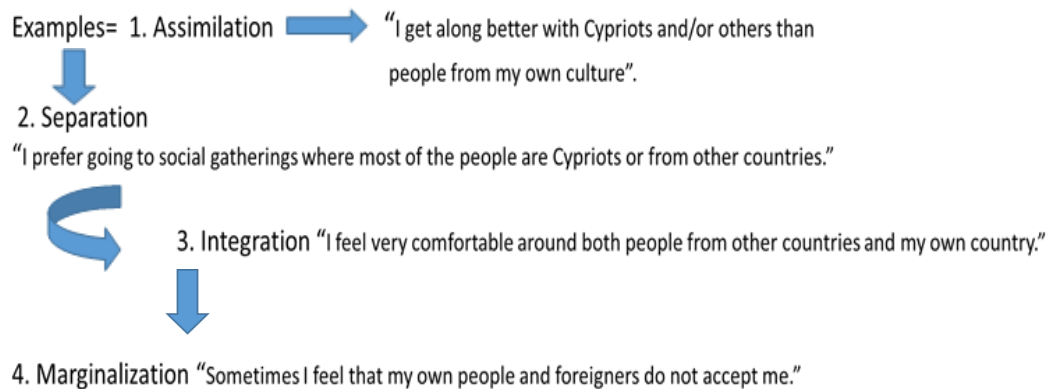 Examples= 1. Assimilation “I get along better with Cypriots and/or others than
people from my own culture”.
2. Separation
“I prefer going to social gatherings where most of the people are Cypriots or from other countries.”
3. Integration “I feel very comfortable around both people from other countries and my own country.”
4. Marginalization “Sometimes I feel that my own people and foreigners do not accept me.”